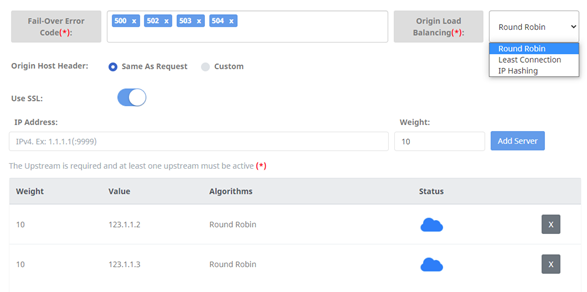 Fail-Over Error
Code(*):
500 x 502 x 503 x 504 x
Origin Load
Balancing(*):
Round Robin
Round Robin
Least Connection
IP Hashing
Origin Host Header:
Same As Request
Custom
Use SSL:
IP Address:
Weight:
IPv4. Ex: 1.1.1.1(:9999)
10
Add Server
The Upstream is required and at least one upstream must be active (*)
Weight Value Algorithms Status
10 123.1.1.2 Round Robin X
10 123.1.1.3 Round Robin X